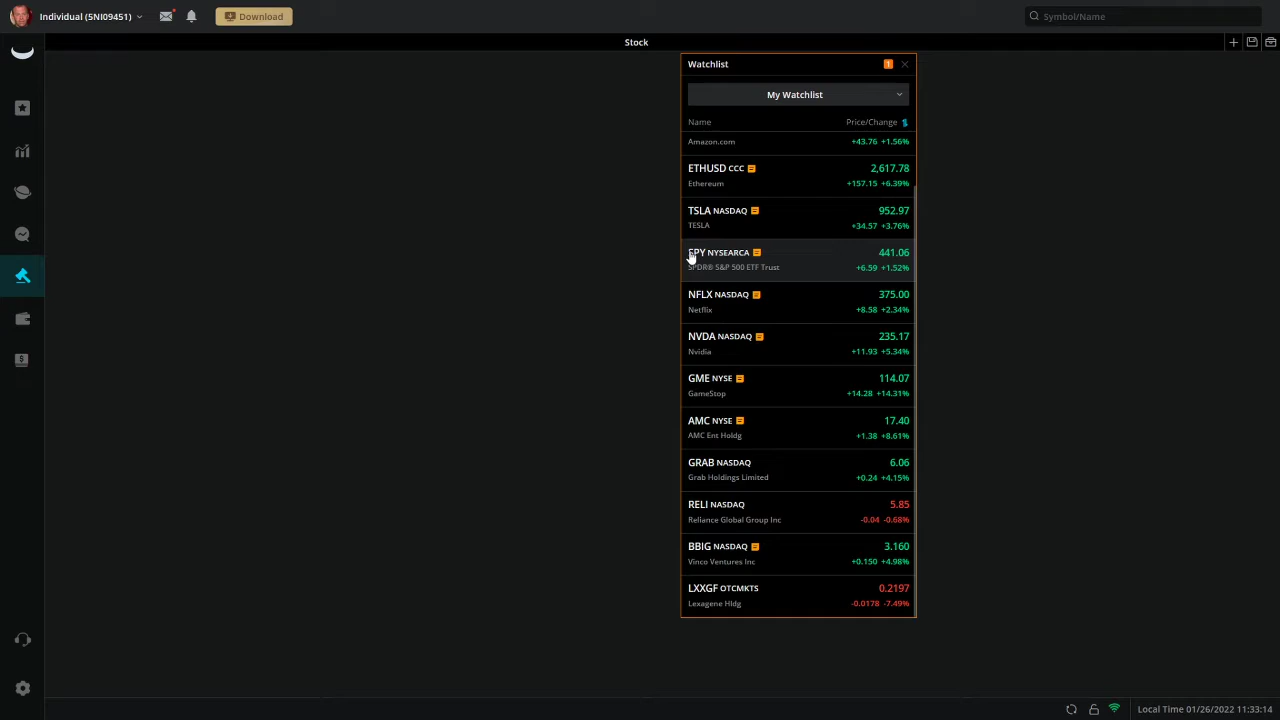 Individual (5NI09451)
Download
Symbol/Name
Stock
Watchlist
1
My Watchlist
Name Price/Change
Amazon.com +43.76 +1.56%
ETHUSD CCC 2,617.78
Ethereum +157.15 +6.39%
TSLA NASDAQ 952.97
TESLA +34.57 +3.76%
SPY NYSEARCA 441.06
SPDR® S&P 500 ETF Trust +6.59 +1.52%
NFLX NASDAQ 375.00
Netflix +8.58 +2.34%
NVDA NASDAQ 235.17
Nvidia +11.93 +5.34%
GME NYSE 114.07
GameStop +14.28 +14.31%
AMC NYSE 17.40
AMC Ent Holdg +1.38 +8.61%
GRAB NASDAQ 6.06
Grab Holdings Limited +0.24 +4.15%
RELI NASDAQ 5.85
Reliance Global Group Inc -0.04 -0.68%
BBIG NASDAQ 3.160
Vinco Ventures Inc +0.150 +4.98%
LXXGF OTCMKTS 0.2197
Lexagene Hldg -0.0178 -7.49%
Local Time 01/26/2022 11:33:14